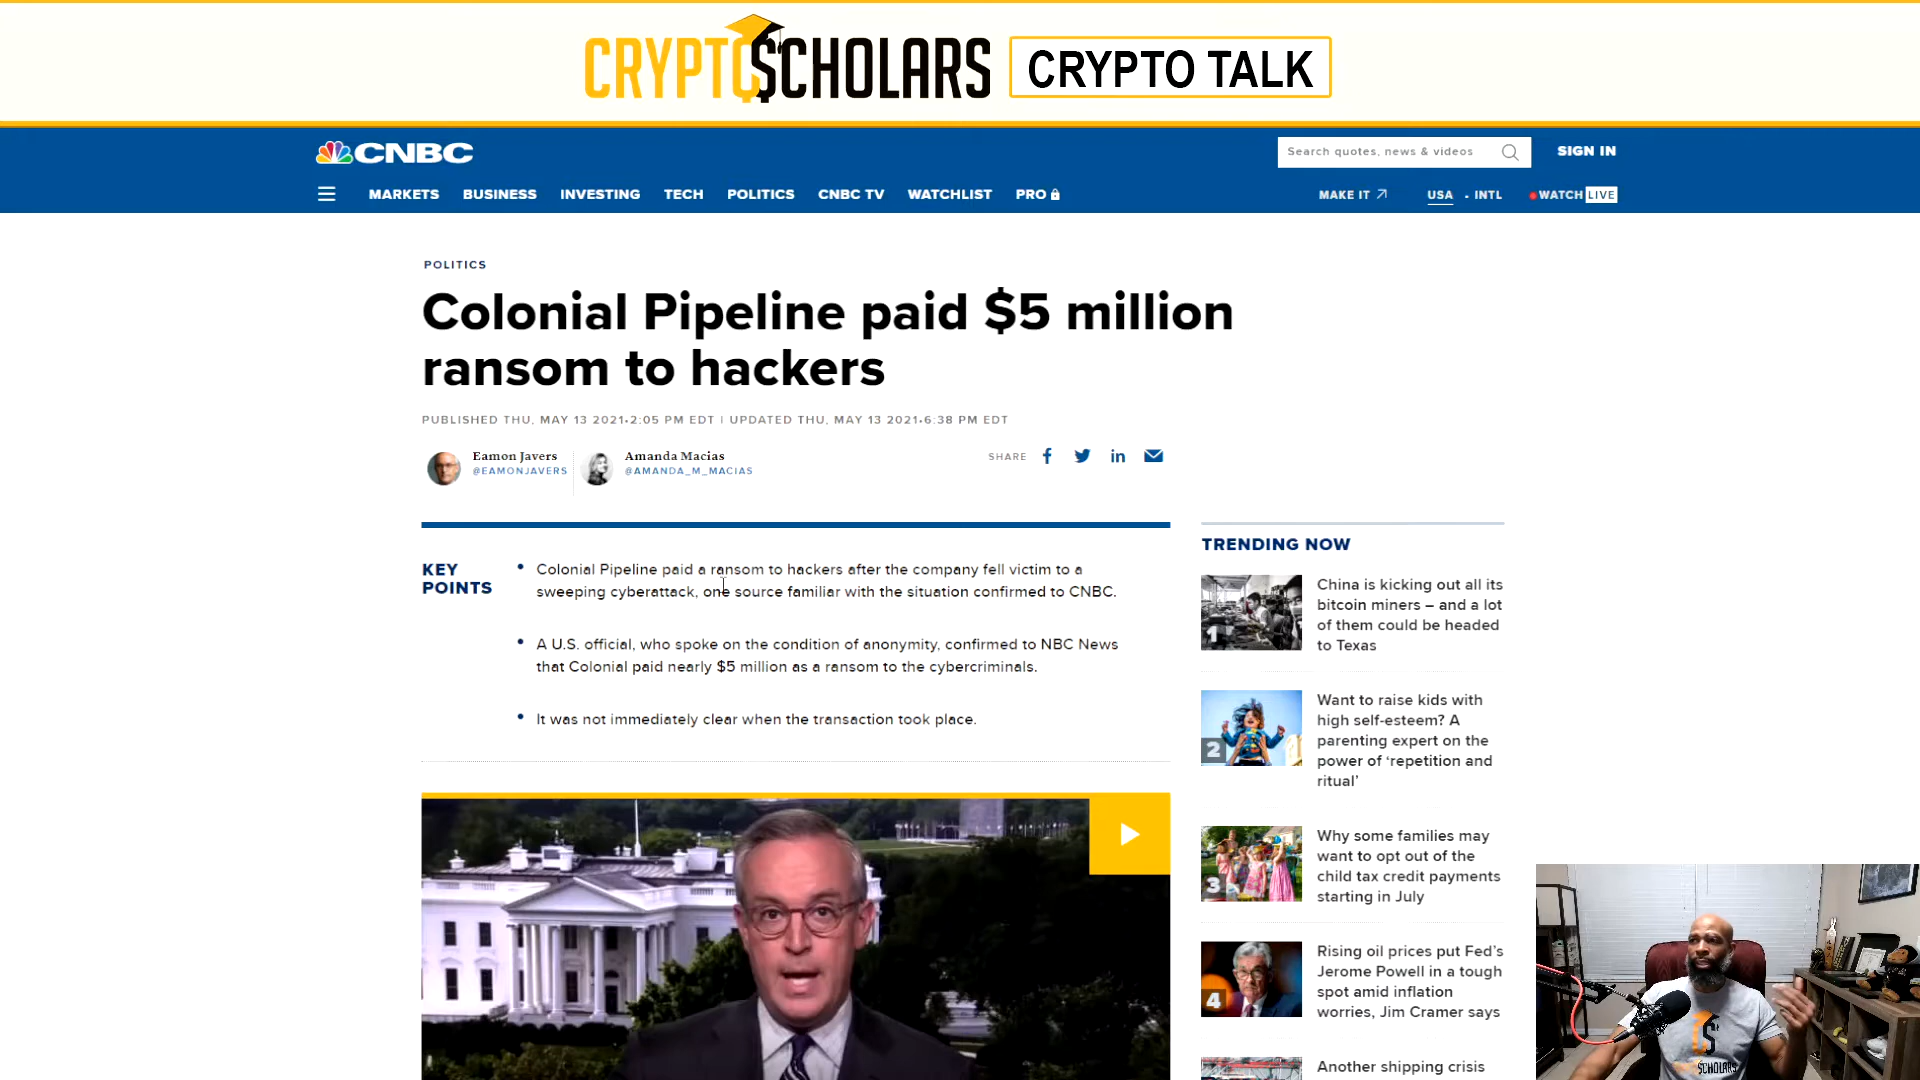 CRYPTO$CHOLARS CRYPTO TALK
CNBC
Search quotes, news & videos
SIGN IN
MARKETS BUSINESS INVESTING TECH POLITICS CNBC TV WATCHLIST PRO
MAKE IT USA • INTL WATCH LIVE
POLITICS
Colonial Pipeline paid $5 million
ransom to hackers
PUBLISHED THU, MAY 13 2021•2:05 PM EDT | UPDATED THU, MAY 13 2021•6:38 PM EDT
Eamon Javers
@EAMONJAVERS
Amanda Macias
@AMANDA_M_MACIAS
SHARE
KEY
POINTS
• Colonial Pipeline paid a ransom to hackers after the company fell victim to a
sweeping cyberattack, one source familiar with the situation confirmed to CNBC.
• A U.S. official, who spoke on the condition of anonymity, confirmed to NBC News
that Colonial paid nearly $5 million as a ransom to the cybercriminals.
• It was not immediately clear when the transaction took place.
TRENDING NOW
1
China is kicking out all its
bitcoin miners – and a lot
of them could be headed
to Texas
2
Want to raise kids with
high self-esteem? A
parenting expert on the
power of ‘repetition and
ritual’
3
Why some families may
want to opt out of the
child tax credit payments
starting in July
4
Rising oil prices put Fed’s
Jerome Powell in a tough
spot amid inflation
worries, Jim Cramer says
Another shipping crisis
$CHOLARS